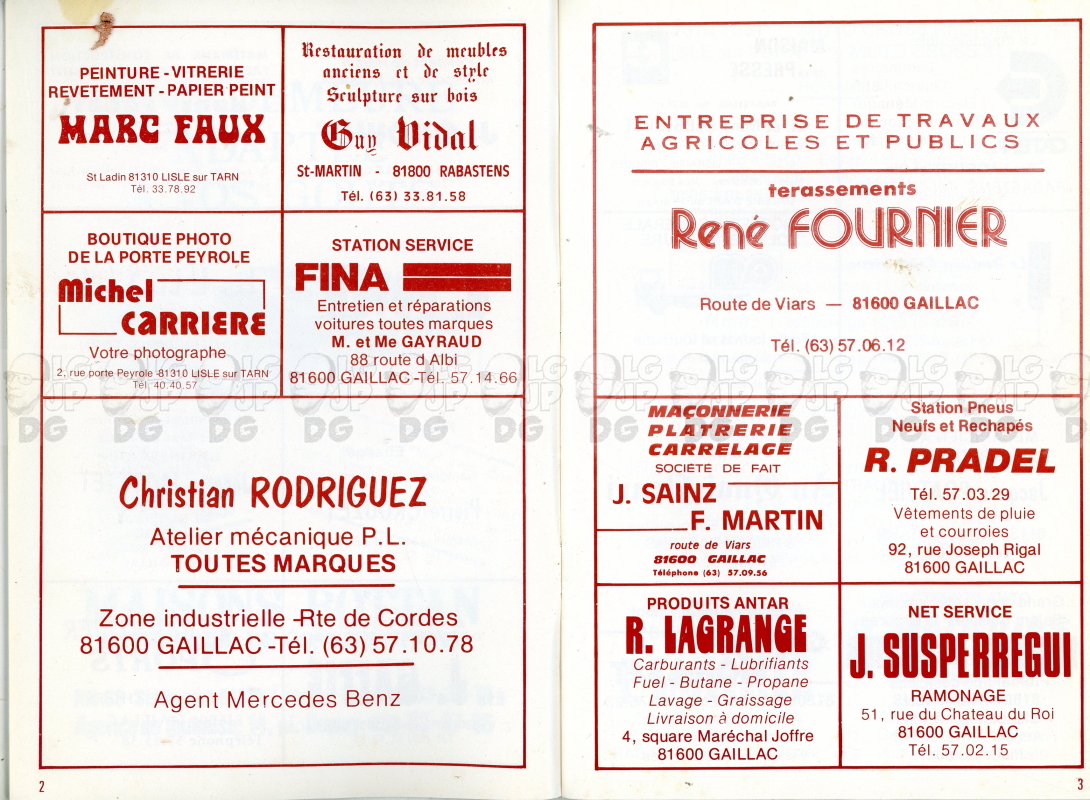 PEINTURE - VITRERIE
REVETEMENT - PAPIER PEINT
MARC FAUX
St Ladin 81310 LISLE sur TARN
Tél. 33.78.92
Restauration de meubles
anciens et de style
Sculpture sur bois
Guy Vidal
St-MARTIN - 81800 RABASTENS
Tél. (63) 33.81.58
BOUTIQUE PHOTO
DE LA PORTE PEYROLE
Michel
CARRIERE
Votre photographe
2, rue porte Peyrole -81310 LISLE sur TARN
Tél. 40.40.57
STATION SERVICE
FINA
Entretien et réparations
voitures toutes marques
M. et Me GAYRAUD
88 route d Albi
81600 GAILLAC -Tél. 57.14.66
Christian RODRIGUEZ
Atelier mécanique P.L.
TOUTES MARQUES
Zone industrielle -Rte de Cordes
81600 GAILLAC -Tél. (63) 57.10.78
Agent Mercedes Benz
2
ENTREPRISE DE TRAVAUX
AGRICOLES ET PUBLICS
terassements
René FOURNIER
Route de Viars — 81600 GAILLAC
Tél. (63) 57.06.12
MAÇONNERIE
PLATRERIE
CARRELAGE
SOCIETE DE FAIT
J. SAINZ
F. MARTIN
route de Viars
81600 GAILLAC
Téléphone (63) 57.09.56
Station Pneus
Neufs et Rechapés
R. PRADEL
Tél. 57.03.29
Vêtements de pluie
et courroies
92, rue Joseph Rigal
81600 GAILLAC
PRODUITS ANTAR
R. LAGRANGE
Carburants - Lubrifiants
Fuel - Butane - Propane
Lavage - Graissage
Livraison à domicile
4, square Maréchal Joffre
81600 GAILLAC
NET SERVICE
J. SUSPERREGUI
RAMONAGE
51, rue du Chateau du Roi
81600 GAILLAC
Tél. 57.02.15
3